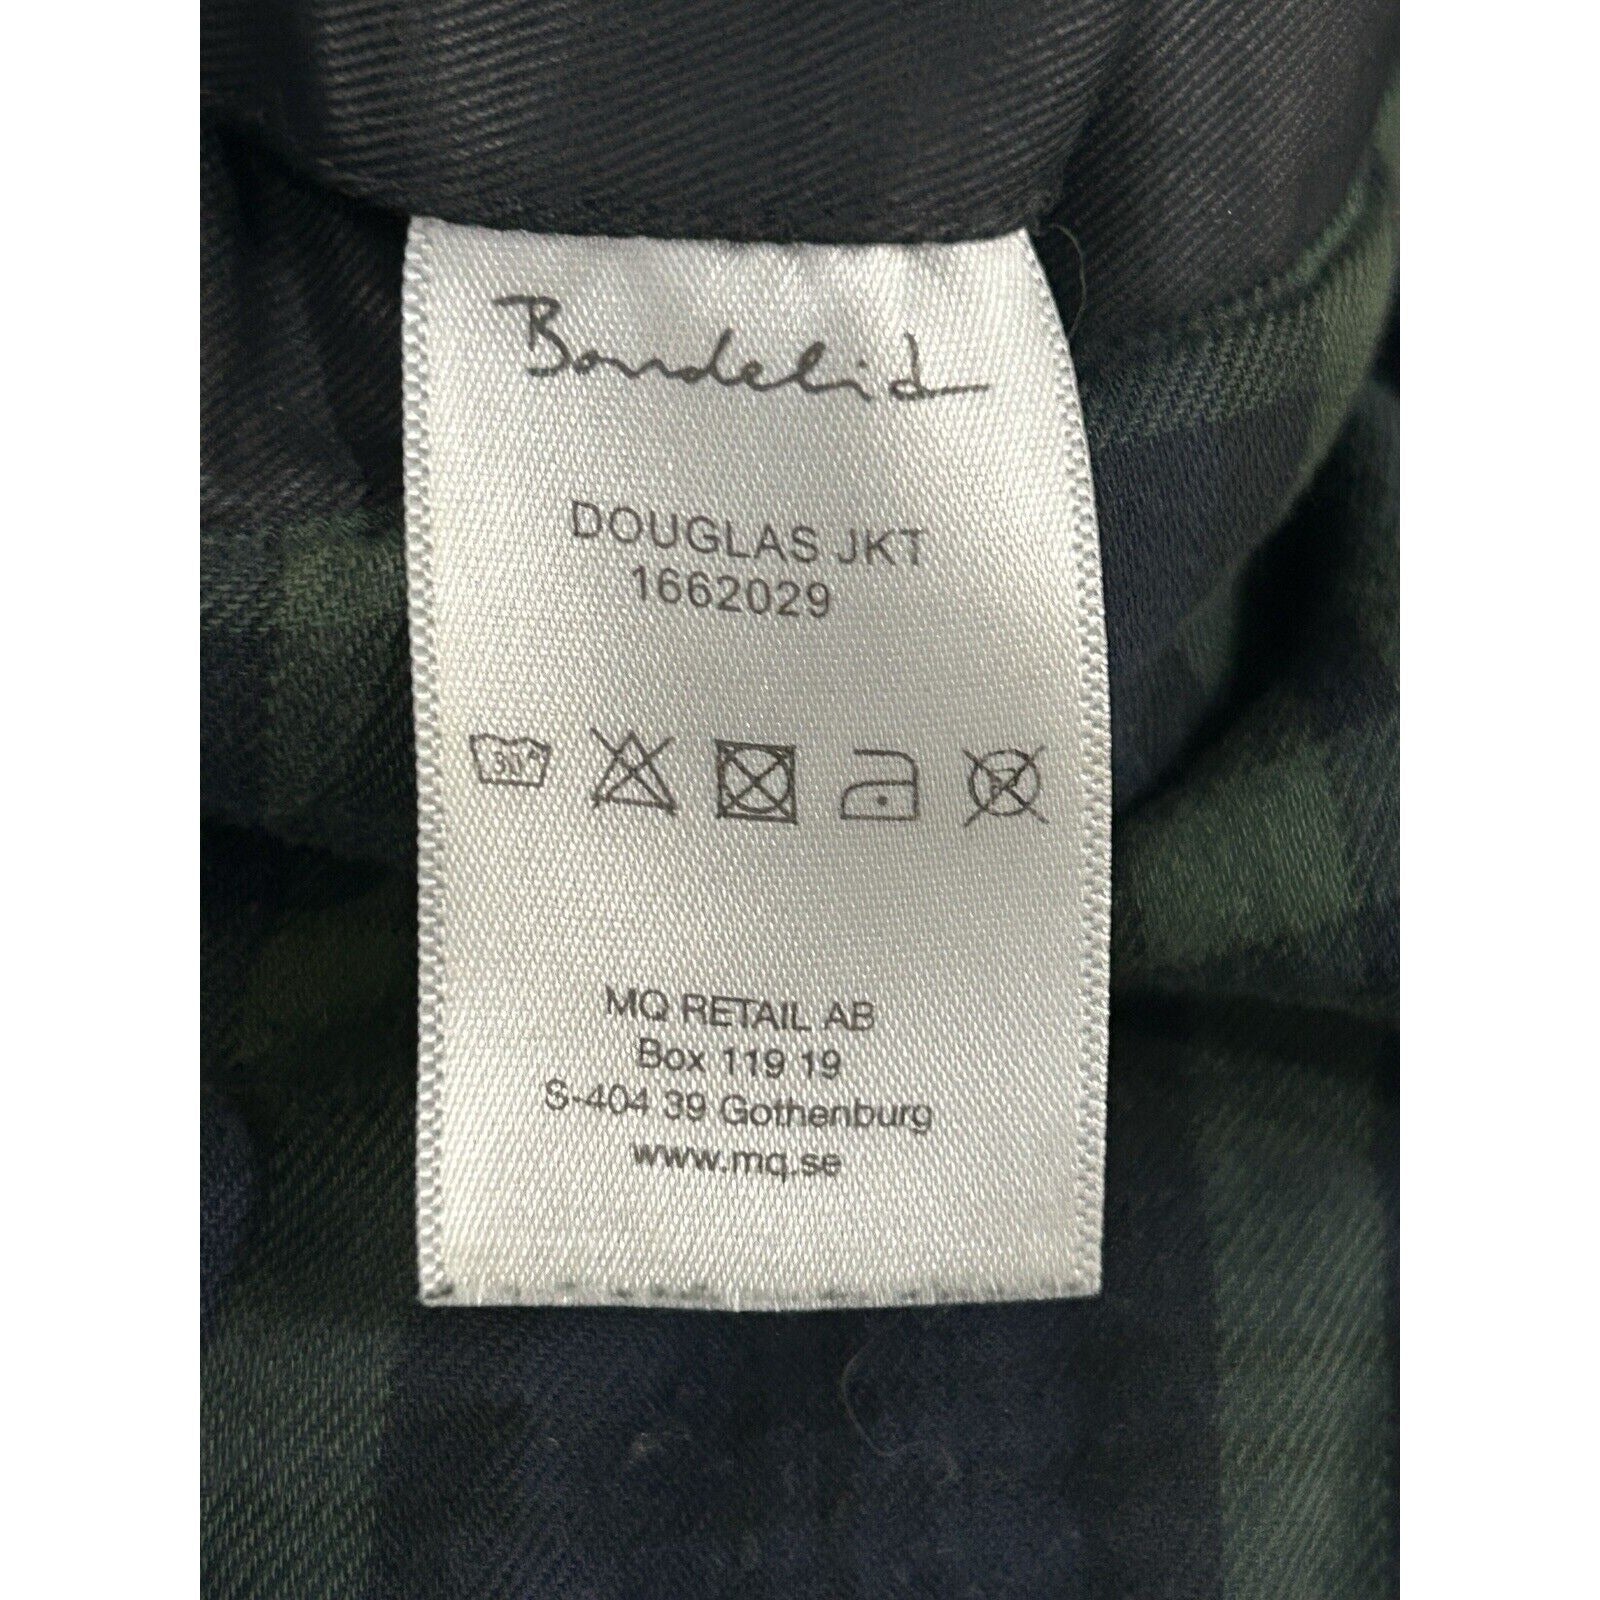 Bondelid
DOUGLAS JKT
1662029
30°
MQ RETAIL AB
Box 119 19
S-404 39 Gothenburg
www.mq.se